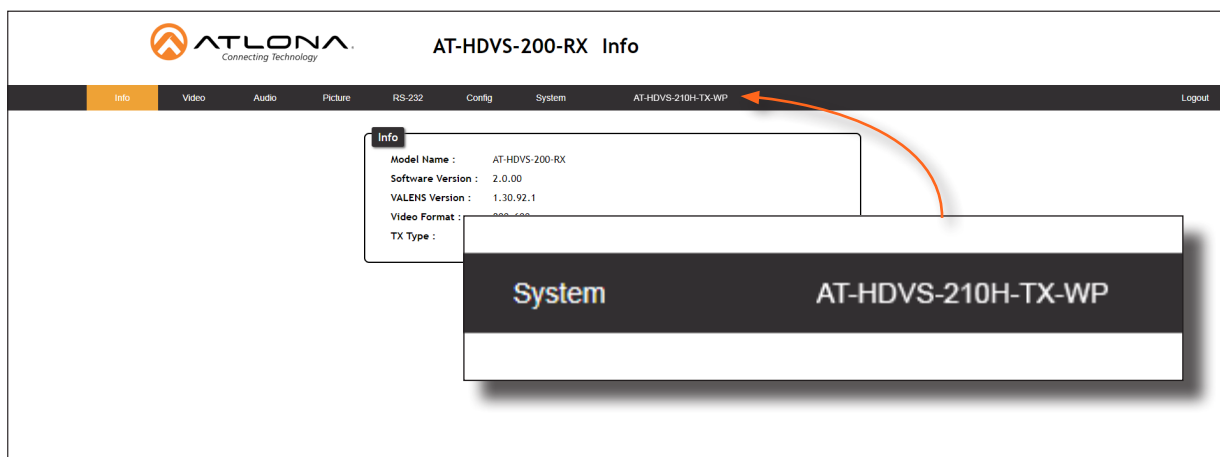 ATLONA.
Connecting Technology
AT-HDVS-200-RX Info
Info Video Audio Picture RS-232 Config System AT-HDVS-210H-TX-WP Logout
Info
Model Name : AT-HDVS-200-RX
Software Version : 2.0.00
VALENS Version : 1.30.92.1
Video Format :
TX Type :
System AT-HDVS-210H-TX-WP